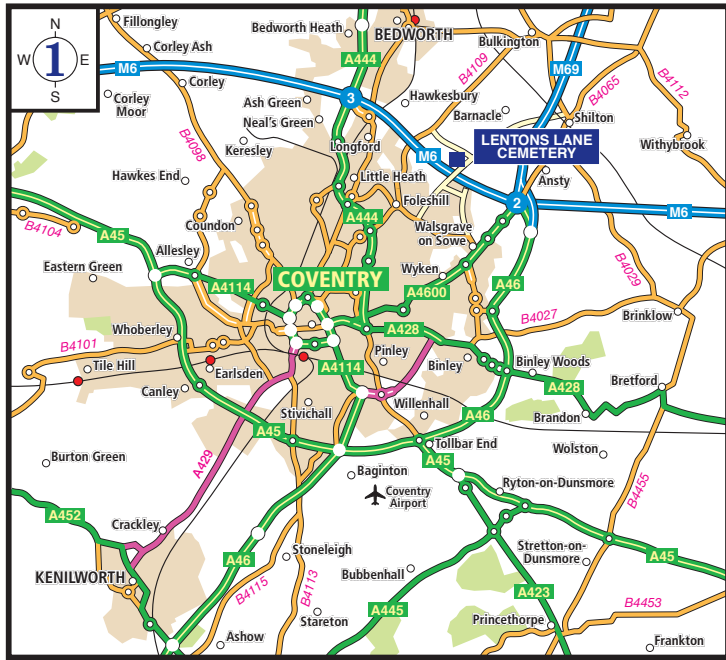 N
W 1 E
S
Fillongley
Corley Ash
Corley
Corley
Moor
M6
Bedworth Heath
BEDWORTH
A444
Bulkington
B4109
M69
B4065
B4112
Ash Green
3
Hawkesbury
Neal's Green
Barnacle
Shilton
B4098
Keresley
Longford
M6
LENTONS LANE
CEMETERY
Withybrook
Hawkes End
Little Heath
Ansty
Foleshill
2
M6
B4104
A45
Coundon
A444
Walsgrave
on Sowe
Allesley
Eastern Green
A4114
COVENTRY
Wyken
A4600
A46
B4029
Whoberley
A428
B4027
Brinklow
B4101
Tile Hill
Earlsden
A4114
Pinley
Binley
Binley Woods
A428
Bretford
Canley
Stivichall
Willenhall
A46
Brandon
A45
Tollbar End
Wolston
Burton Green
A429
Baginton
A45
Coventry
Airport
Ryton-on-Dunsmore
B4455
A452
Crackley
Stoneleigh
A46
Stretton-on-
Dunsmore
A45
KENILWORTH
B4115
B4113
Bubbenhall
A423
A445
B4453
Stareton
Princethorpe
Ashow
Frankton